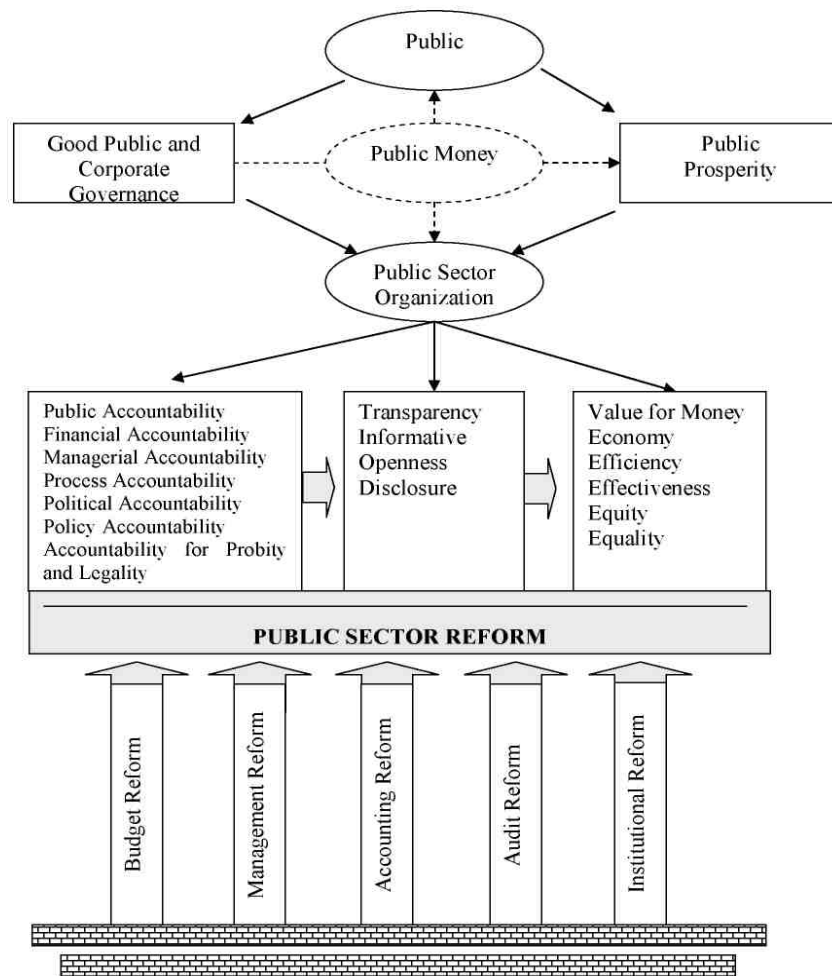 Public
Good Public and
Corporate
Governance
Public Money
Public
Prosperity
Public Sector
Organization
Public Accountability
Financial Accountability
Managerial Accountability
Process Accountability
Political Accountability
Policy Accountability
Accountability for Probity
and Legality
Transparency
Informative
Openness
Disclosure
Value for Money
Economy
Efficiency
Effectiveness
Equity
Equality
PUBLIC SECTOR REFORM
Budget Reform
Management Reform
Accounting Reform
Audit Reform
Institutional Reform